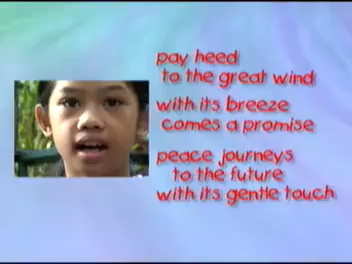 pay heed
to the great wind
with its breeze
comes a promise
peace journeys
to the future
with its gentle touch